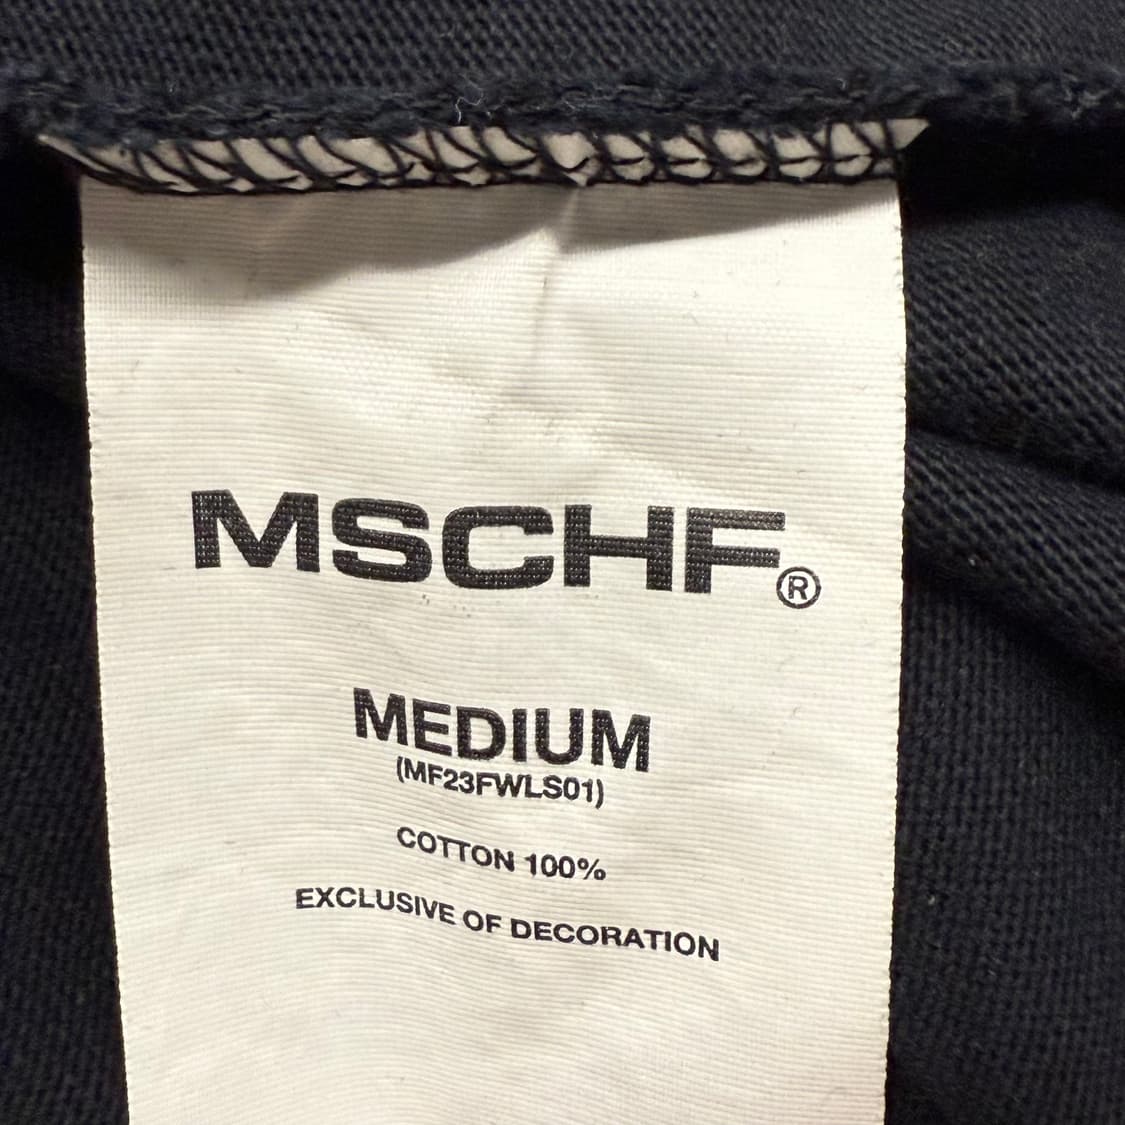 MSCHF®
MEDIUM
(MF23FWLS01)
COTTON 100%
EXCLUSIVE OF DECORATION